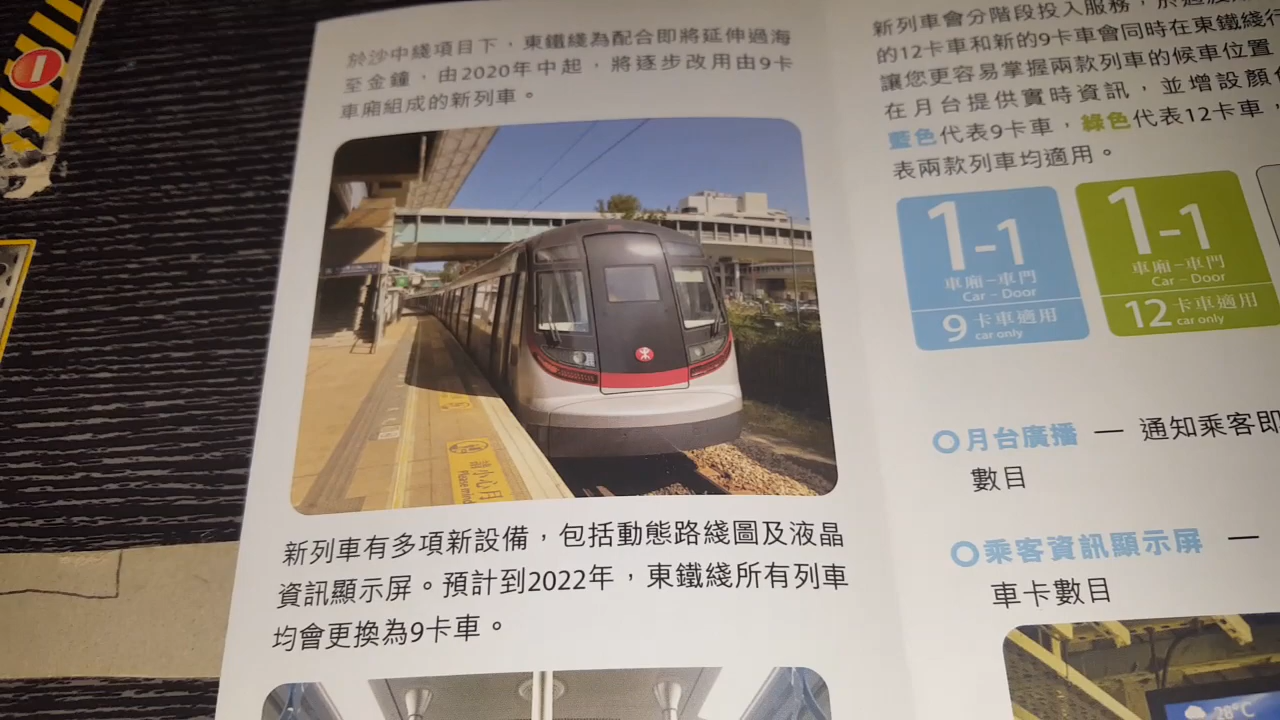 於沙中綫項目下，東鐵綫為配合即將延伸過海
至金鐘，由2020年中起，將逐步改用由9卡
車廂組成的新列車。
小心月
Please mind
新列車有多項新設備，包括動態路綫圖及液晶
資訊顯示屏。預計到2022年，東鐵綫所有列車
均會更換為9卡車。
新列車會分階段投入服務，於過渡
的12卡車和新的9卡車會同時在東鐵綫行
讓您更容易掌握兩款列車的候車位置
在月台提供實時資訊，並增設顏
藍色代表9卡車，綠色代表12卡車，
表兩款列車均適用。
1-1
車廂－車門
Car – Door
9 卡車適用
car only
1-1
車廂－車門
Car – Door
12 卡車適用
car only
月台廣播 — 通知乘客即
數目
乘客資訊顯示屏 —
車卡數目
28°C